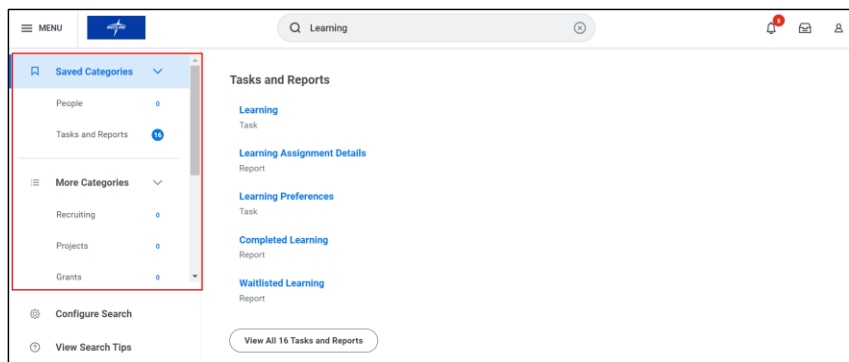 MENU
Learning
Saved Categories
People 0
Tasks and Reports 16
More Categories
Recruiting 0
Projects 0
Grants 0
Configure Search
View Search Tips
Tasks and Reports
Learning
Task
Learning Assignment Details
Report
Learning Preferences
Task
Completed Learning
Report
Waitlisted Learning
Report
View All 16 Tasks and Reports